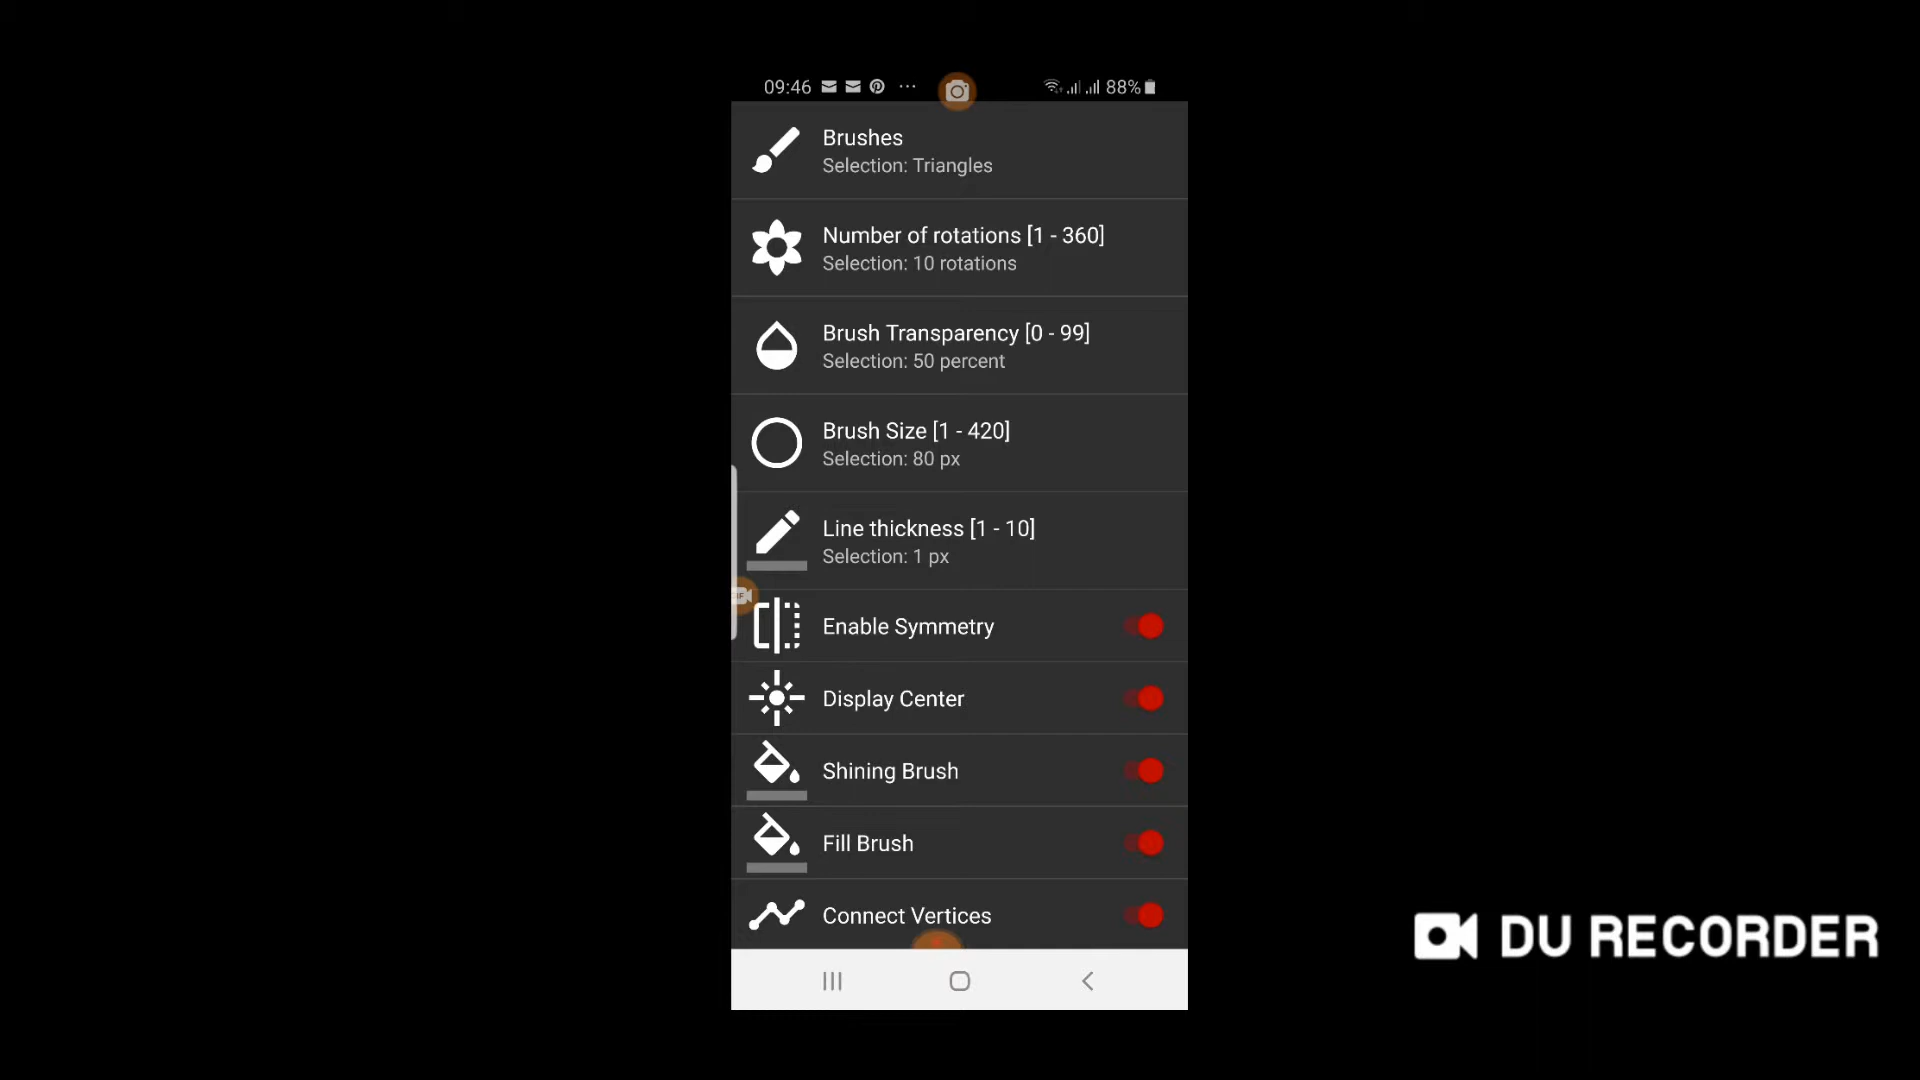 09:46 ··· 88%
Brushes
Selection: Triangles
Number of rotations [1 - 360]
Selection: 10 rotations
Brush Transparency [0 - 99]
Selection: 50 percent
Brush Size [1 - 420]
Selection: 80 px
Line thickness [1 - 10]
Selection: 1 px
Enable Symmetry
Display Center
Shining Brush
Fill Brush
Connect Vertices
DU RECORDER